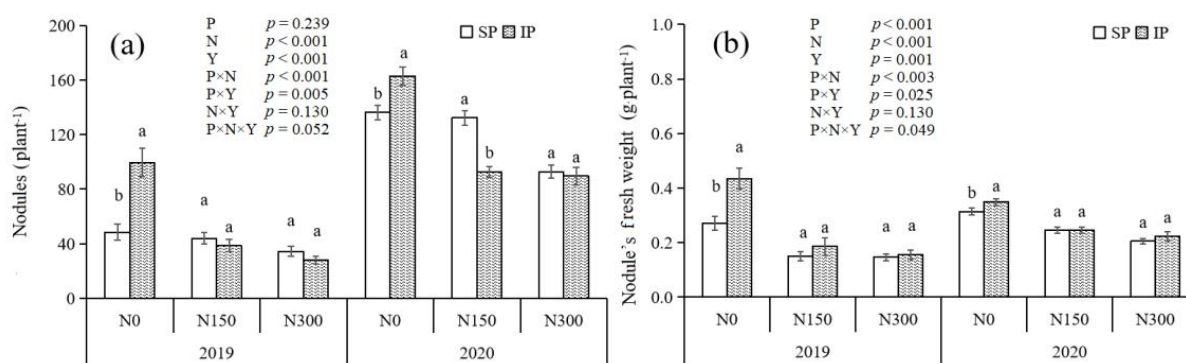 (a)
P p = 0.239
N p < 0.001
Y p < 0.001
P×N p < 0.001
P×Y p = 0.005
N×Y p = 0.130
P×N×Y p = 0.052
SP IP
Nodules (plant⁻¹)
200
160
120
80
40
0
b a a a a a b a a b a a
N0 N150 N300 N0 N150 N300
2019 2020
(b)
P p < 0.001
N p < 0.001
Y p = 0.001
P×N p < 0.003
P×Y p = 0.025
N×Y p = 0.130
P×N×Y p = 0.049
SP IP
Nodule's fresh weight (g·plant⁻¹)
1.0
0.8
0.6
0.4
0.2
0.0
b a a a a a b a a a a a
N0 N150 N300 N0 N150 N300
2019 2020